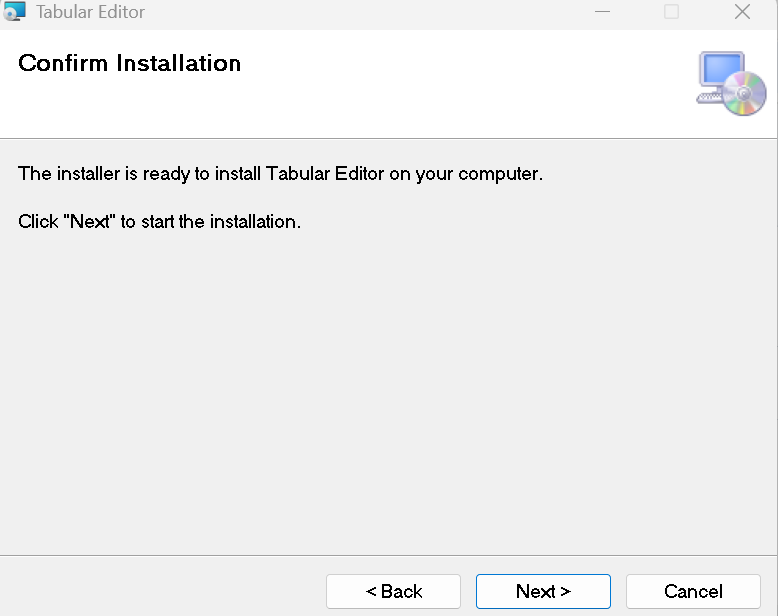 Tabular Editor
Confirm Installation
The installer is ready to install Tabular Editor on your computer.
Click "Next" to start the installation.
< Back
Next >
Cancel